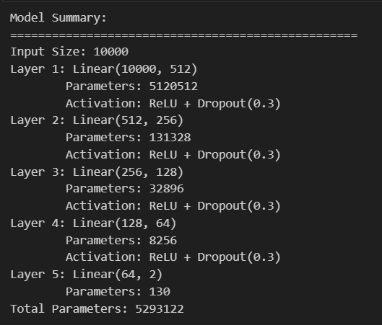 Model Summary:
==================================================
Input Size: 10000
Layer 1: Linear(10000, 512)
Parameters: 5120512
Activation: ReLU + Dropout(0.3)
Layer 2: Linear(512, 256)
Parameters: 131328
Activation: ReLU + Dropout(0.3)
Layer 3: Linear(256, 128)
Parameters: 32896
Activation: ReLU + Dropout(0.3)
Layer 4: Linear(128, 64)
Parameters: 8256
Activation: ReLU + Dropout(0.3)
Layer 5: Linear(64, 2)
Parameters: 130
Total Parameters: 5293122